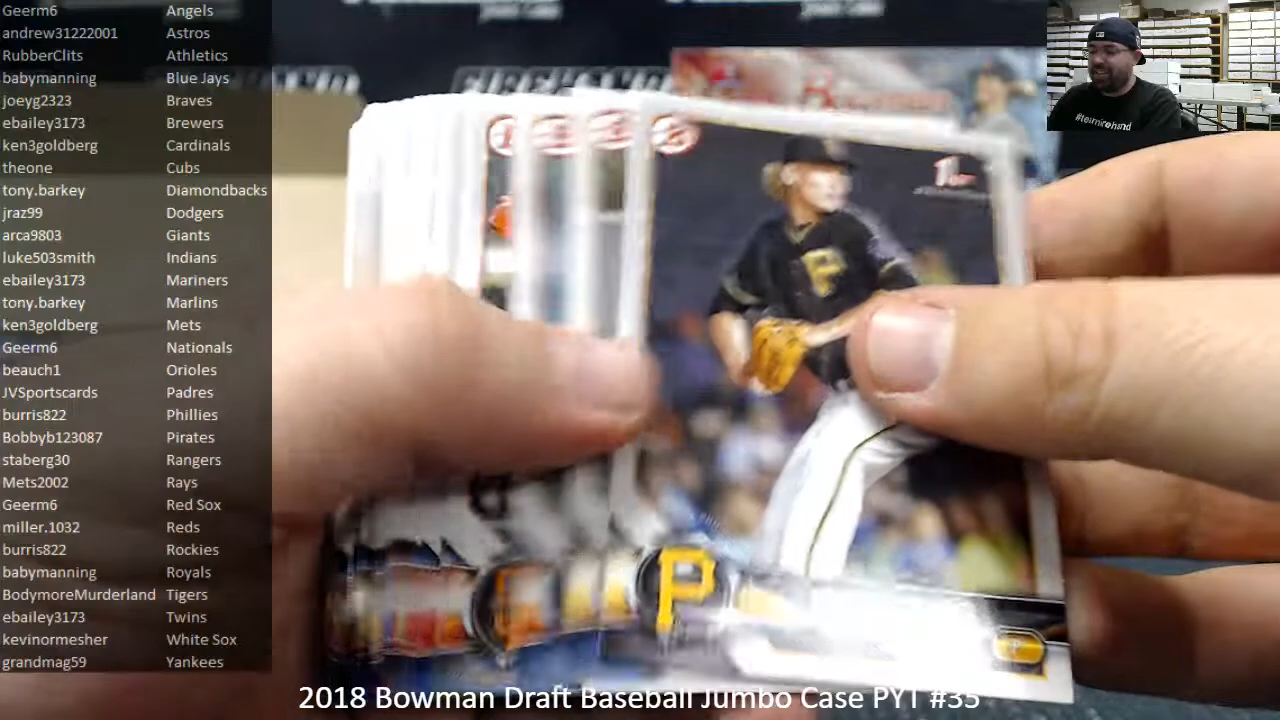 Geerm6 Angels
andrew31222001 Astros
RubberClits Athletics
babymanning Blue Jays
joeyg2323 Braves
ebailey3173 Brewers
ken3goldberg Cardinals
theone Cubs
tony.barkey Diamondbacks
jraz99 Dodgers
arca9803 Giants
luke503smith Indians
ebailey3173 Mariners
tony.barkey Marlins
ken3goldberg Mets
Geerm6 Nationals
beauch1 Orioles
JVSportscards Padres
burris822 Phillies
Bobbyb123087 Pirates
staberg30 Rangers
Mets2002 Rays
Geerm6 Red Sox
miller.1032 Reds
burris822 Rockies
babymanning Royals
BodymoreMurderland Tigers
ebailey3173 Twins
kevinormesher White Sox
grandmag59 Yankees
P
P
2018 Bowman Draft Baseball Jumbo Case PYT #35